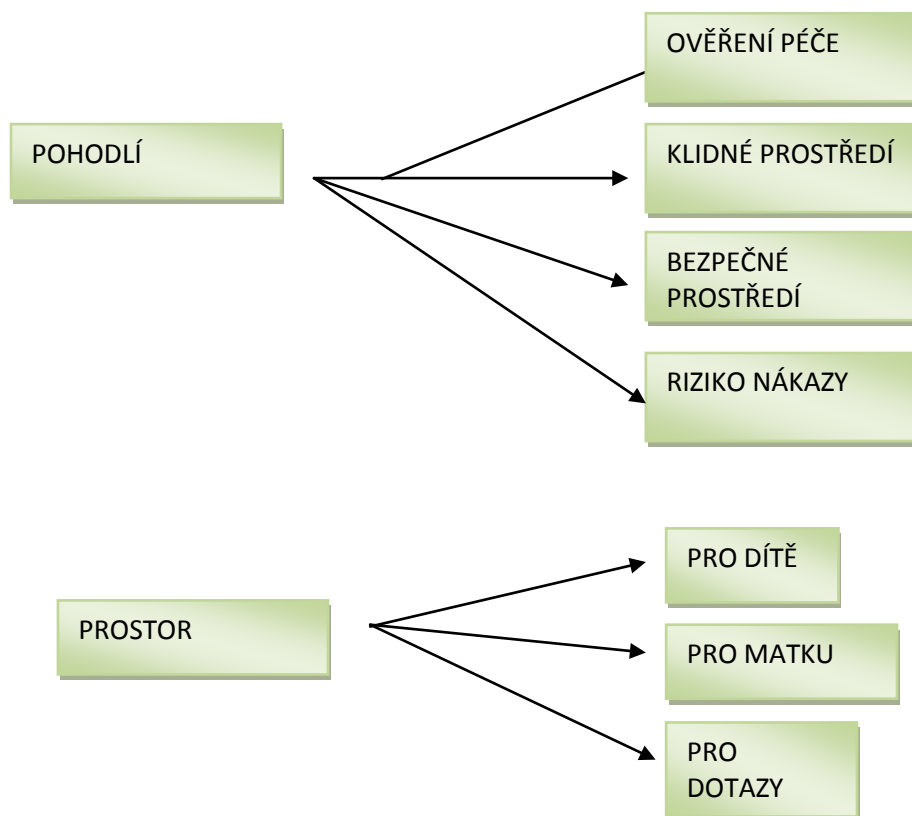 OVĚŘENÍ PÉČE
POHODLÍ
KLIDNÉ PROSTŘEDÍ
BEZPEČNÉ
PROSTŘEDÍ
RIZIKO NÁKAZY
PRO DÍTĚ
PROSTOR
PRO MATKU
PRO
DOTAZY